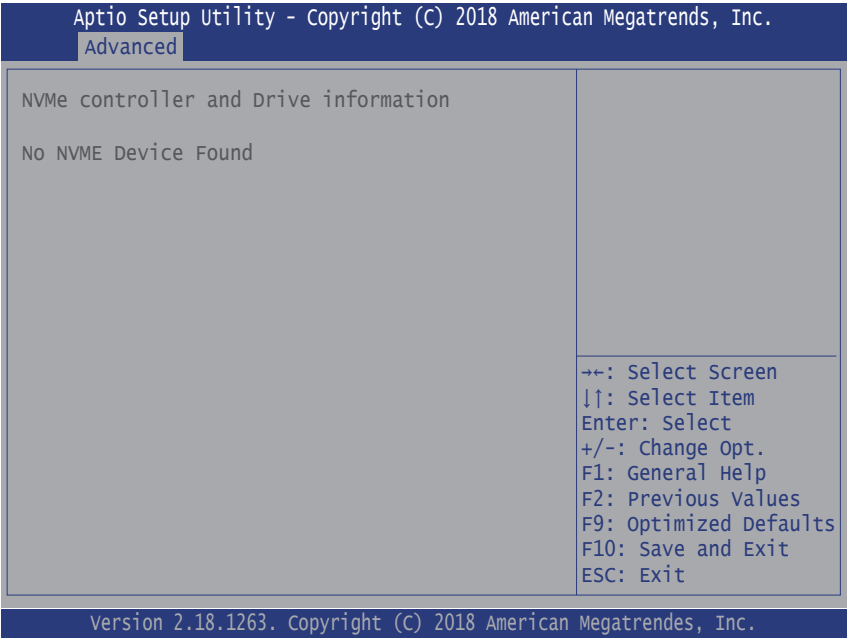 Aptio Setup Utility - Copyright (C) 2018 American Megatrends, Inc.
Advanced
NVMe controller and Drive information
No NVME Device Found
→←: Select Screen
↓↑: Select Item
Enter: Select
+/-: Change Opt.
F1: General Help
F2: Previous Values
F9: Optimized Defaults
F10: Save and Exit
ESC: Exit
Version 2.18.1263. Copyright (C) 2018 American Megatrendes, Inc.